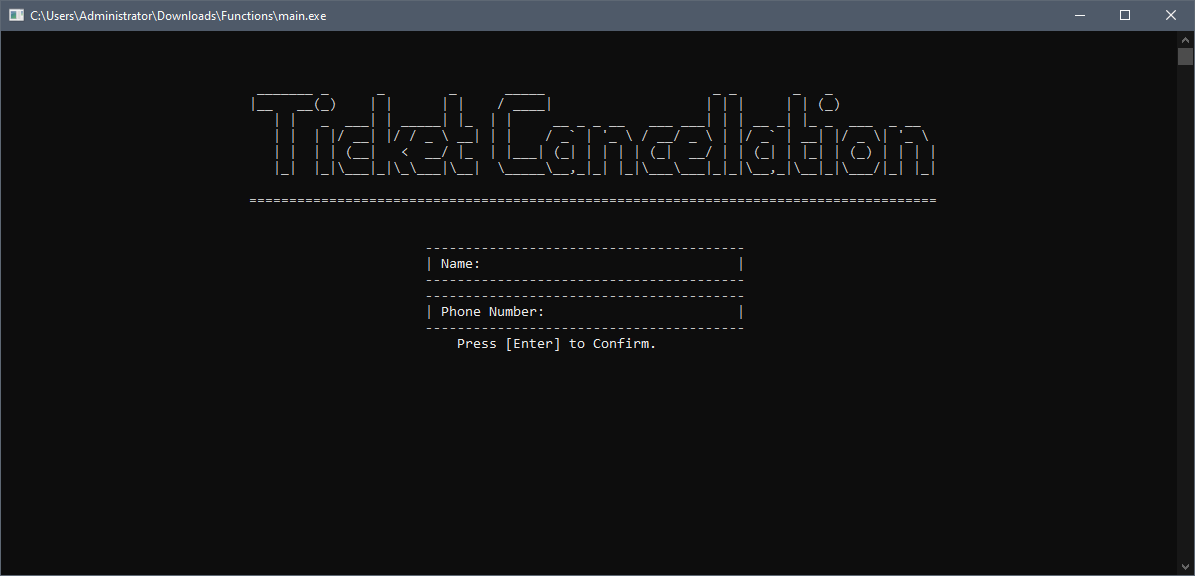 C:\Users\Administrator\Downloads\Functions\main.exe
Ticket Cancellation
================================================================================
----------------------------------------
| Name: |
----------------------------------------
----------------------------------------
| Phone Number: |
----------------------------------------
Press [Enter] to Confirm.